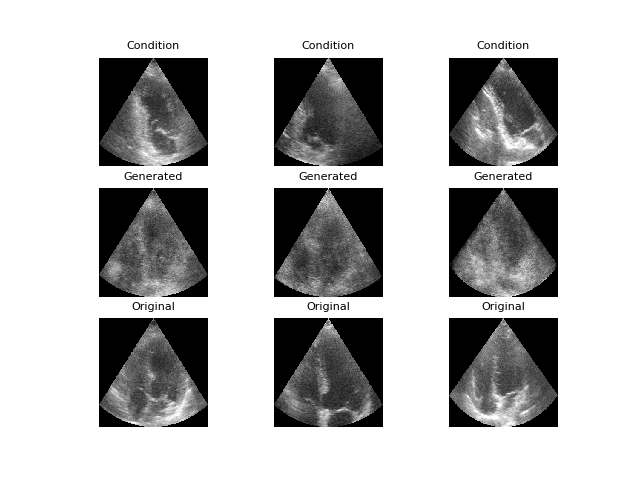 Condition Condition Condition
Generated Generated Generated
Original Original Original